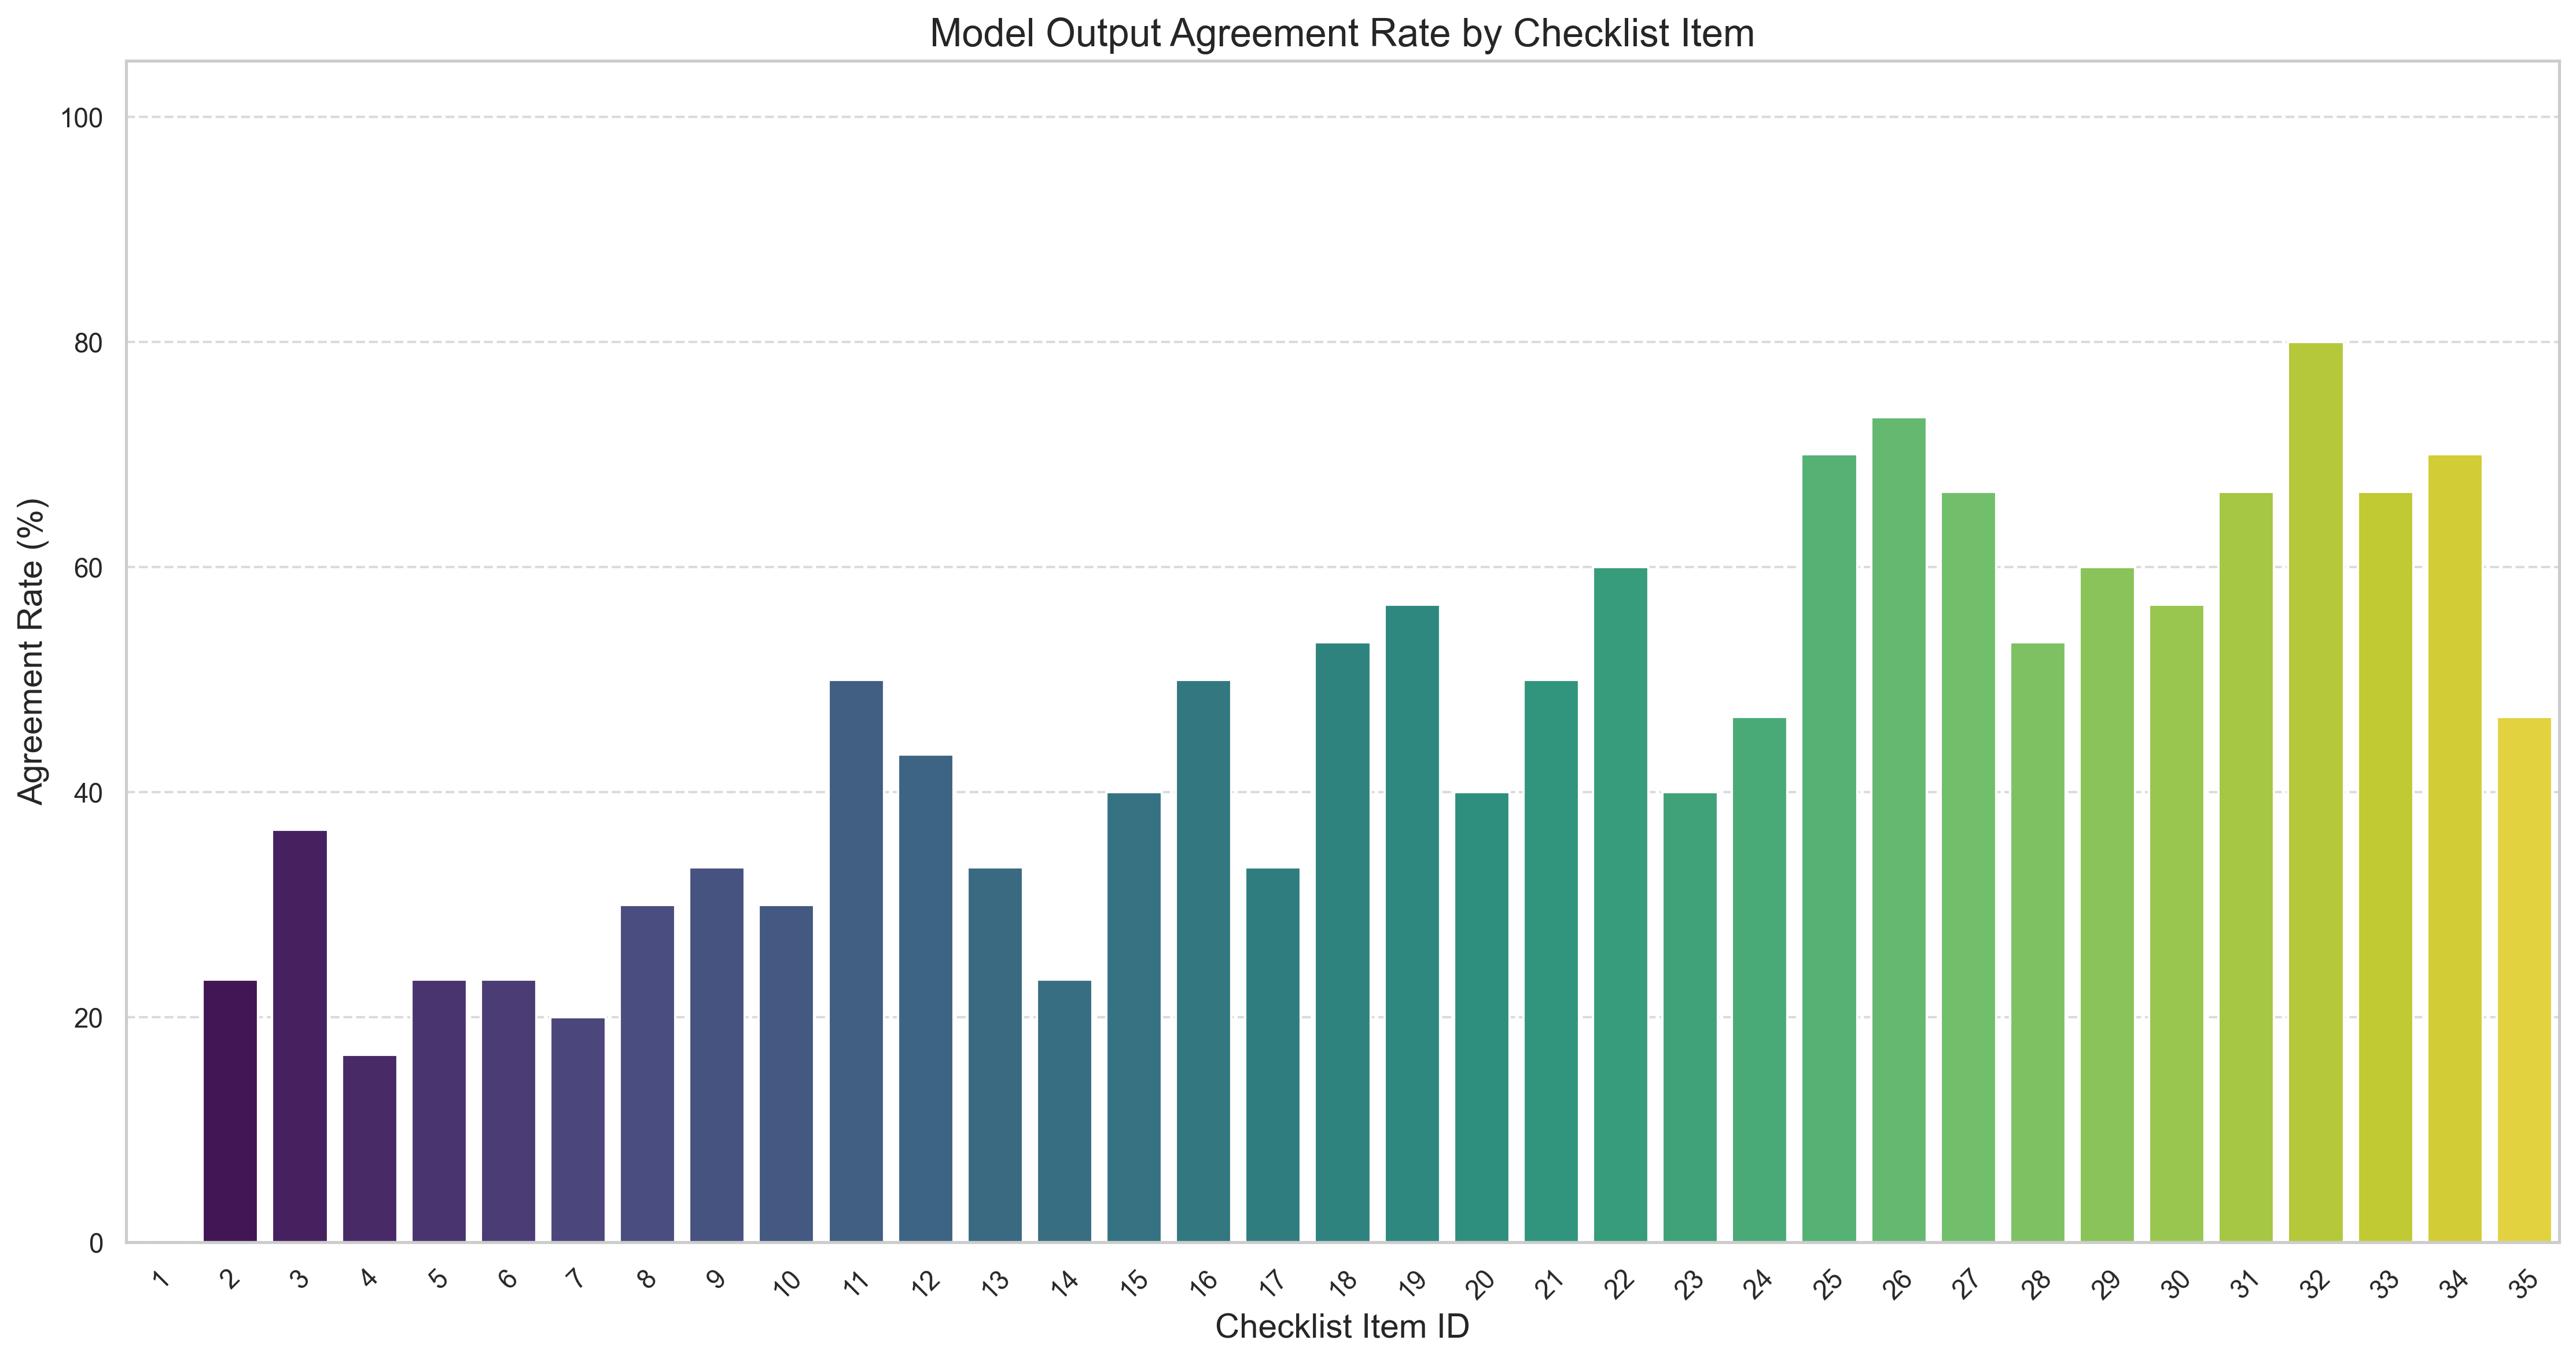 Model Output Agreement Rate by Checklist Item
Agreement Rate (%)
100
80
60
40
20
0
1 2 3 4 5 6 7 8 9 10 11 12 13 14 15 16 17 18 19 20 21 22 23 24 25 26 27 28 29 30 31 32 33 34 35
Checklist Item ID